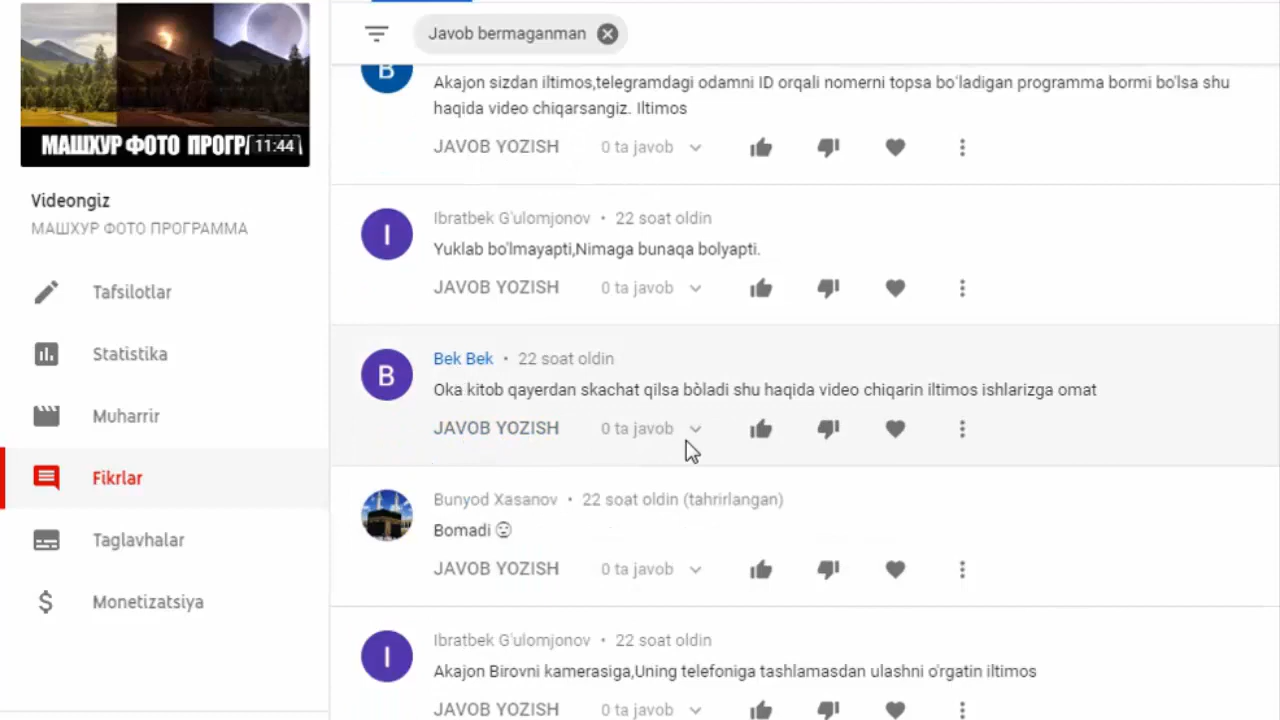 МАШХУР ФОТО ПРОГР
11:44
Videongiz
МАШХУР ФОТО ПРОГРАММА
Tafsilotlar
Statistika
Muharrir
Fikrlar
Taglavhalar
Monetizatsiya
Javob bermaganman
B
Akajon sizdan iltimos,telegramdagi odamni ID orqali nomerni topsa bo'ladigan programma bormi bo'lsa shu
haqida video chiqarsangiz. Iltimos
JAVOB YOZISH 0 ta javob
I
Ibratbek G'ulomjonov • 22 soat oldin
Yuklab bo'lmayapti,Nimaga bunaqa bolyapti.
JAVOB YOZISH 0 ta javob
B
Bek Bek • 22 soat oldin
Oka kitob qayerdan skachat qilsa bòladi shu haqida video chiqarin iltimos ishlarizga omat
JAVOB YOZISH 0 ta javob
Bunyod Xasanov • 22 soat oldin (tahrirlangan)
Bomadi
JAVOB YOZISH 0 ta javob
I
Ibratbek G'ulomjonov • 22 soat oldin
Akajon Birovni kamerasiga,Uning telefoniga tashlamasdan ulashni o'rgatin iltimos
JAVOB YOZISH 0 ta javob